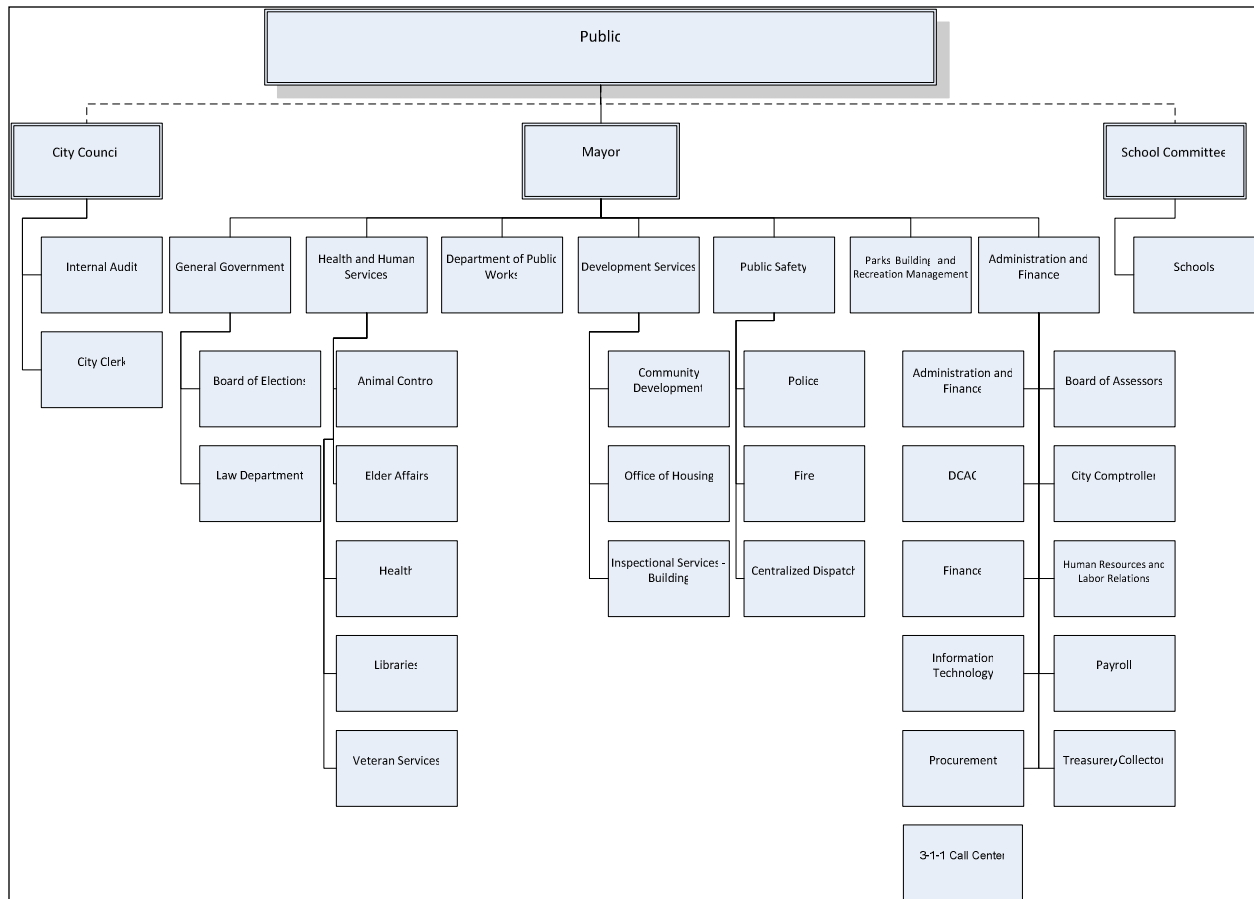 Public
City Counci
Mayor
School Committee
Internal Audit
General Government
Health and Human
Services
Department of Public
Works
Development Services
Public Safety
Parks Building and
Recreation Management
Administration and
Finance
Schools
City Clerk
Board of Elections
Animal Contro
Community
Development
Police
Administration and
Finance
Board of Assessors
Law Department
Elder Affairs
Office of Housing
Fire
DCAC
City Comptroller
Health
Inspectional Services -
Building
Centralized Dispatch
Finance
Human Resources and
Labor Relations
Libraries
Information
Technology
Payroll
Veteran Services
Procurement
Treasurer/Collector
3-1-1 Call Center